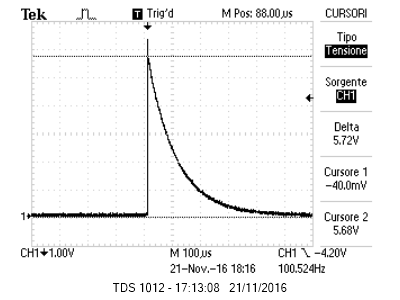 Tek T Trig'd M Pos: 88.00µs CURSORI
Tipo
Tensione
Sorgente
CH1
Delta
5.72V
Cursore 1
-40.0mV
Cursore 2
5.68V
1
CH1 1.00V M 100µs CH1 -4.20V
21-Nov.-16 18:16 100.524Hz
TDS 1012 - 17:13:08 21/11/2016